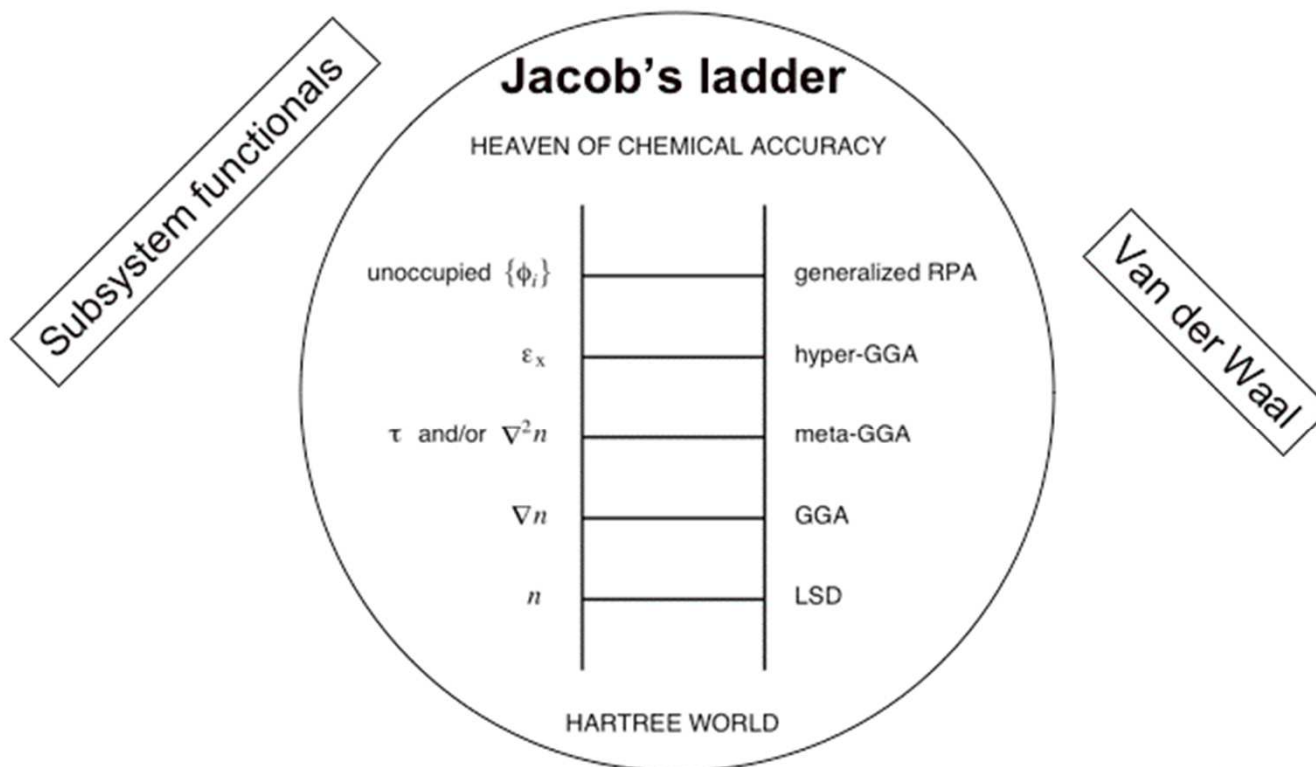 Subsystem functionals
Jacob's ladder
HEAVEN OF CHEMICAL ACCURACY
unoccupied {ϕᵢ} generalized RPA
εₓ hyper-GGA
τ and/or ∇²n meta-GGA
∇n GGA
n LSD
HARTREE WORLD
Van der Waal